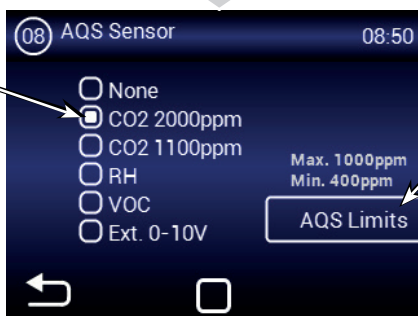 08 AQS Sensor 08:50
None
CO2 2000ppm
CO2 1100ppm
RH
VOC
Ext. 0-10V
Max. 1000ppm
Min. 400ppm
AQS Limits